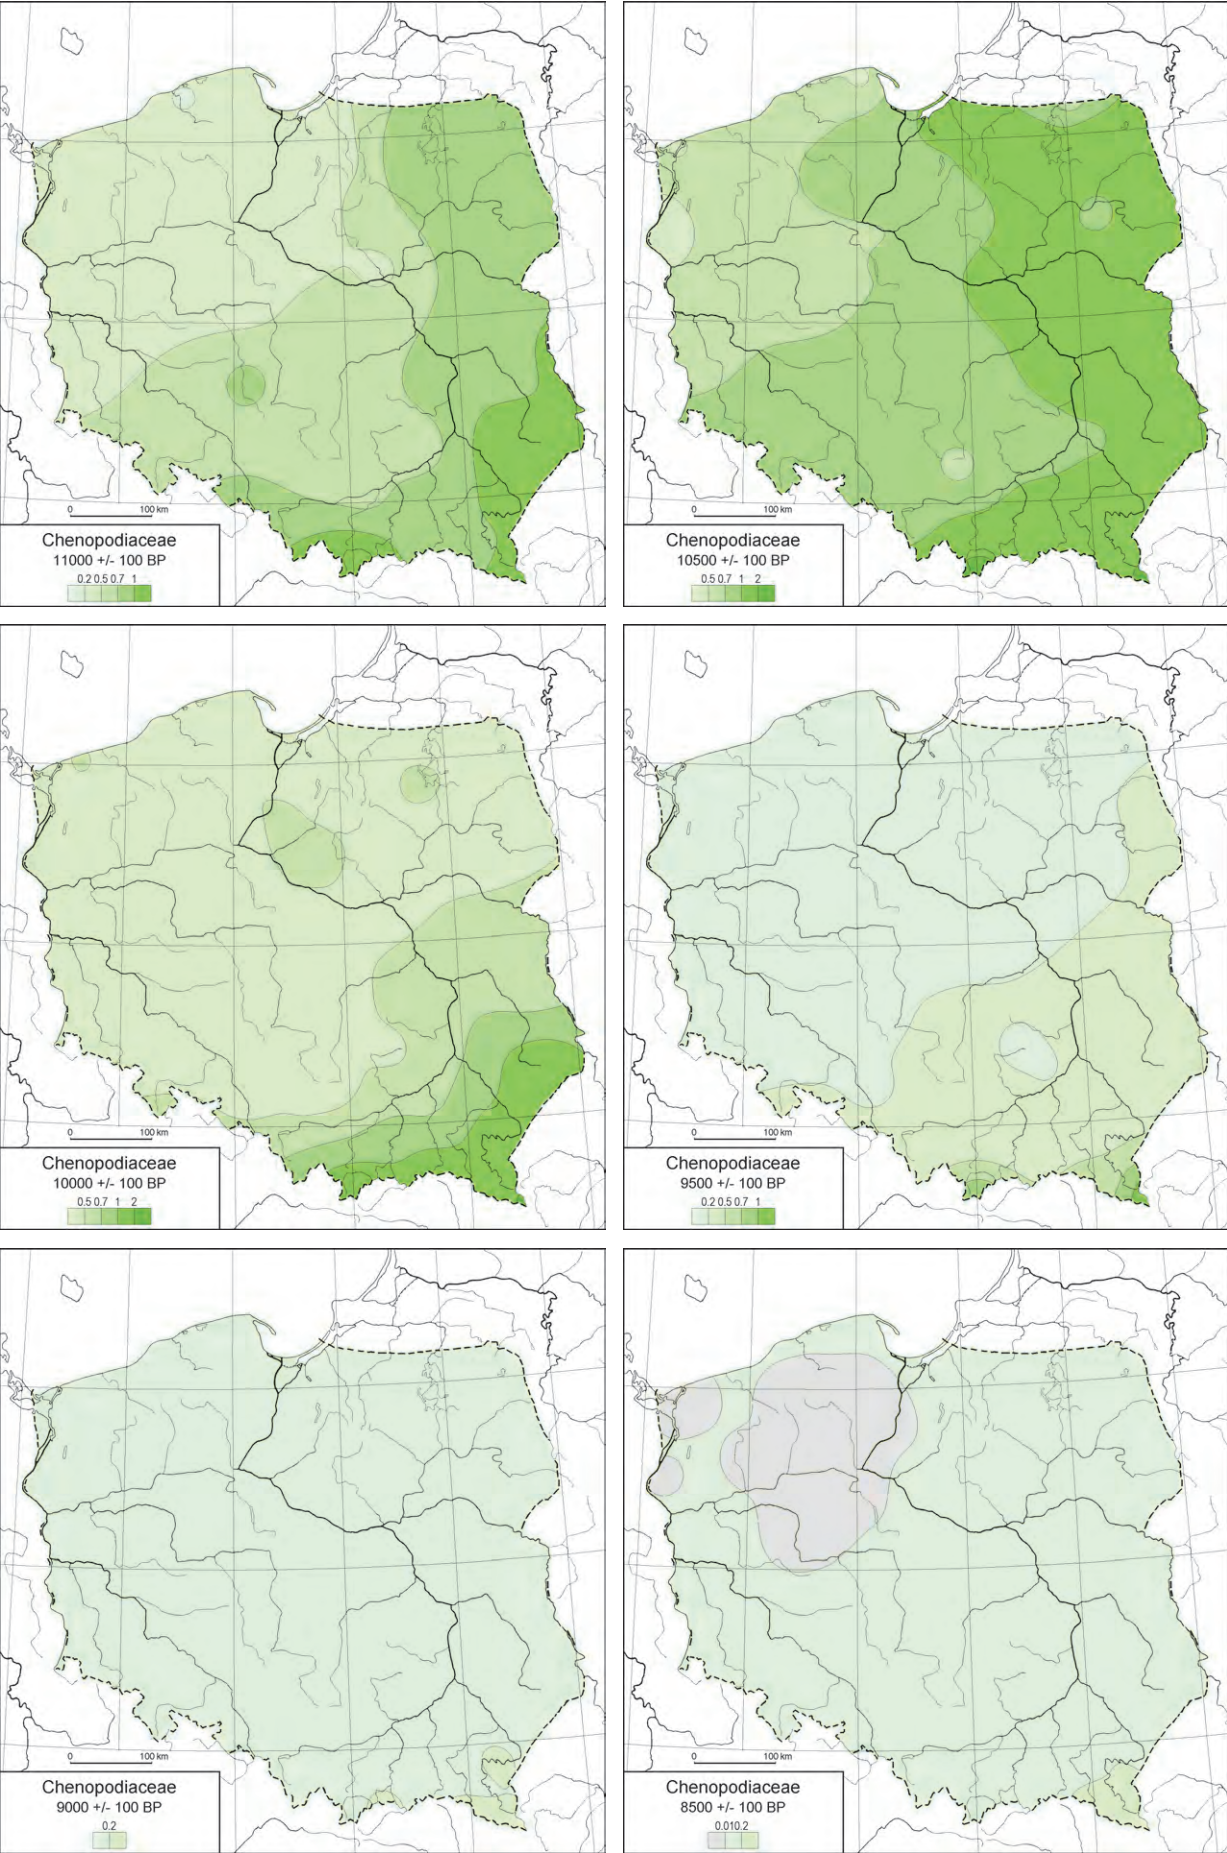 0 100 km
Chenopodiaceae
11000 +/- 100 BP
0.2 0.5 0.7 1
0 100 km
Chenopodiaceae
10500 +/- 100 BP
0.5 0.7 1 2
0 100 km
Chenopodiaceae
10000 +/- 100 BP
0.5 0.7 1 2
0 100 km
Chenopodiaceae
9500 +/- 100 BP
0.2 0.5 0.7 1
0 100 km
Chenopodiaceae
9000 +/- 100 BP
0.2
0 100 km
Chenopodiaceae
8500 +/- 100 BP
0.01 0.2